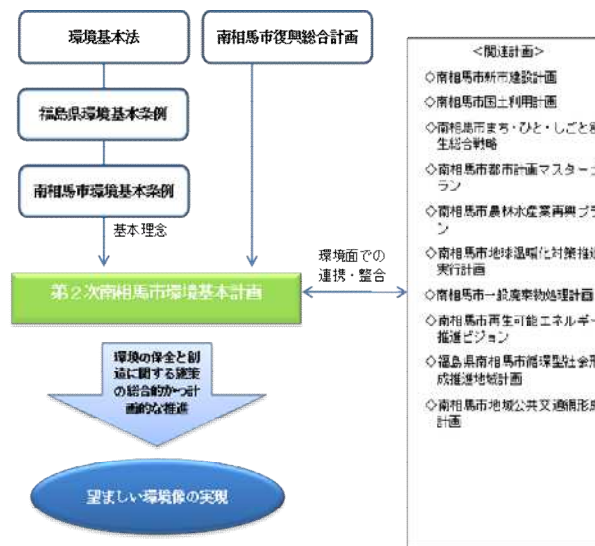 環境基本法
南相馬市復興総合計画
福島県環境基本条例
南相馬市環境基本条例
基本理念
第2次南相馬市環境基本計画
環境面での
連携・整合
環境の保全と創
造に関する施策
の総合的かつ計
画的な推進
望ましい環境像の実現
<関連計画>
◇南相馬市新市建設計画
◇南相馬市国土利用計画
◇南相馬市まち・ひと・しごと
生総合戦略
◇南相馬市都市計画マスター
ラン
◇南相馬市農林水産業再興プラ
ン
◇南相馬市地球温暖化対策推進
実行計画
◇南相馬市一般廃棄物処理計画
◇南相馬市再生可能エネルギー
推進ビジョン
◇福島県南相馬市循環型社会形
成推進地域計画
◇南相馬市地域公共交通網形成
計画